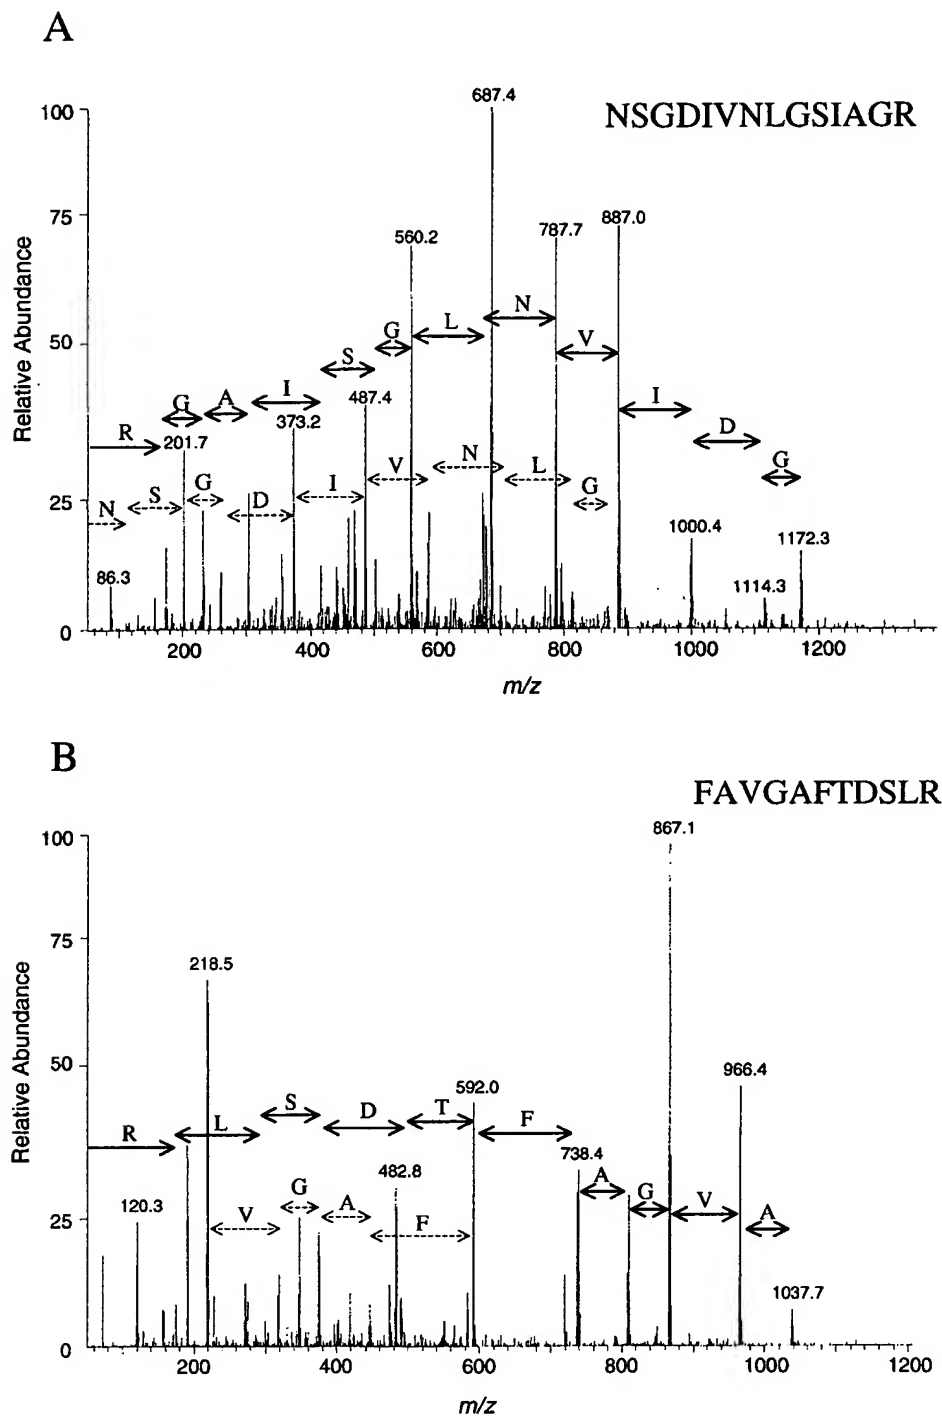 A
NSGDIVNLGSIAGR
687.4
100
75
887.0
787.7
560.2
N
L
G
V
50
S
I
487.4
I
A
G
373.2
D
R
201.7
N
V
G
L
I
G
D
G
S
N
25
1000.4
1172.3
86.3
1114.3
0
200 400 600 800 1000 1200
m/z
Relative Abundance
B
FAVGAFTDSLR
867.1
100
75
218.5
50
966.4
592.0
S
D
T
F
R
L
738.4
A
482.8
G
V
A
120.3
G
A
V
F
25
1037.7
0
200 400 600 800 1000 1200
m/z
Relative Abundance